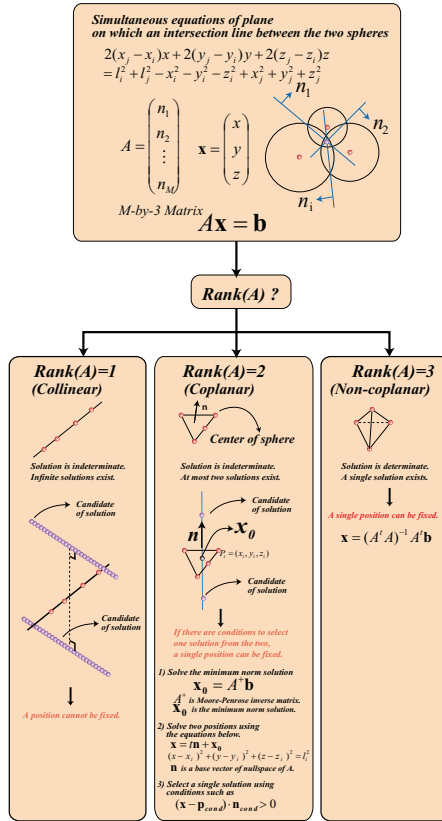 Simultaneous equations of plane
on which an intersection line between the two spheres
2(x_j − x_i)x + 2(y_j − y_i)y + 2(z_j − z_i)z
= l_i^2 + l_j^2 − x_i^2 − y_i^2 − z_i^2 + x_j^2 + y_j^2 + z_j^2
A = (n_1 n_2 ⋮ n_M) x = (x y z)
n_1
n_2
n_i
M-by-3 Matrix
Ax = b
Rank(A) ?
Rank(A)=1
(Collinear)
Solution is indeterminate.
Infinite solutions exist.
Candidate
of solution
Candidate
of solution
A position cannot be fixed.
Rank(A)=2
(Coplanar)
n
Center of sphere
Solution is indeterminate.
At most two solutions exist.
Candidate
of solution
n
x_0
P_i = (x_i, y_i, z_i)
Candidate
of solution
If there are conditions to select
one solution from the two,
a single position can be fixed.
1) Solve the minimum norm solution
x_0 = A^+ b
A^+ is Moore-Penrose inverse matrix.
x_0 is the minimum norm solution.
2) Solve two positions using
the equations below.
x = tn + x_0
(x − x_i)^2 + (y − y_i)^2 + (z − z_i)^2 = l_i^2
n is a base vector of nullspace of A.
3) Select a single solution using
conditions such as
(x − p_cond) · n_cond > 0
Rank(A)=3
(Non-coplanar)
Solution is determinate.
A single solution exists.
A single position can be fixed.
x = (A^t A)^−1 A^t b